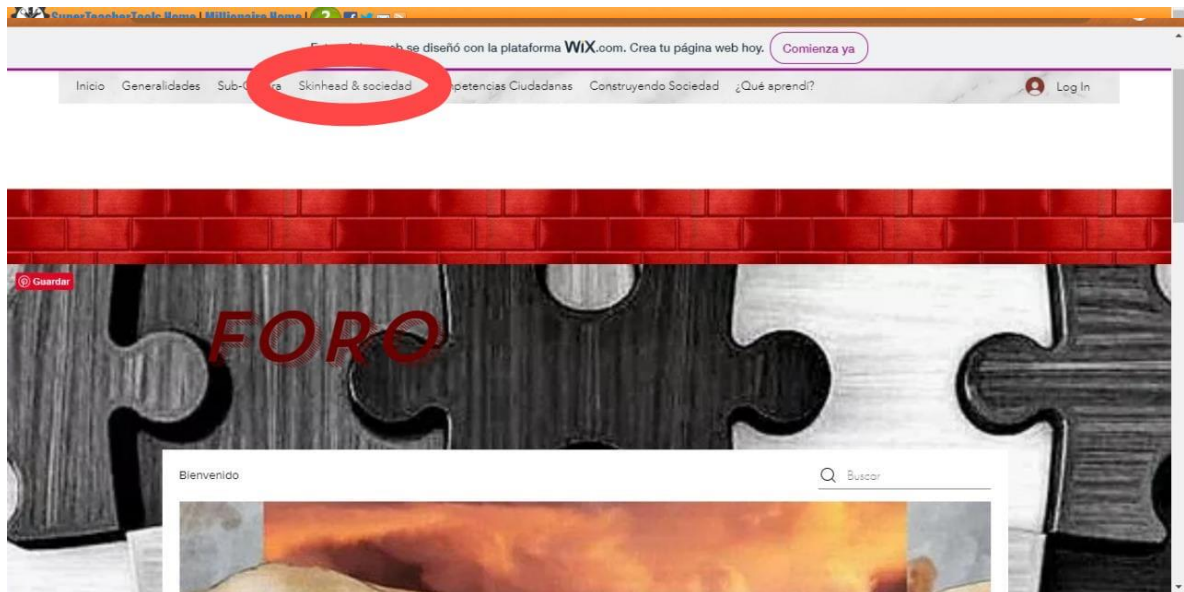 SuperTeacherTools Home | Millionaire Home | ?
se diseñó con la plataforma WiX.com. Crea tu página web hoy. Comienza ya
Inicio Generalidades Skinhead & sociedad Ciudadanas Construyendo Sociedad ¿Qué aprendí? Log In
Guardar
FORO
Bienvenido Buscar